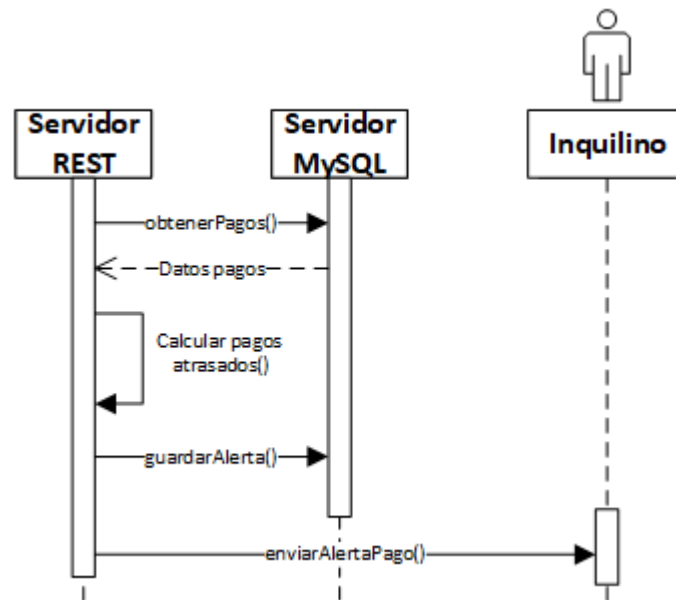 Servidor
REST
Servidor
MySQL
Inquilino
obtenerPagos()
Datos pagos
Calcular pagos
atrasados()
guardarAlerta()
enviarAlertaPago()